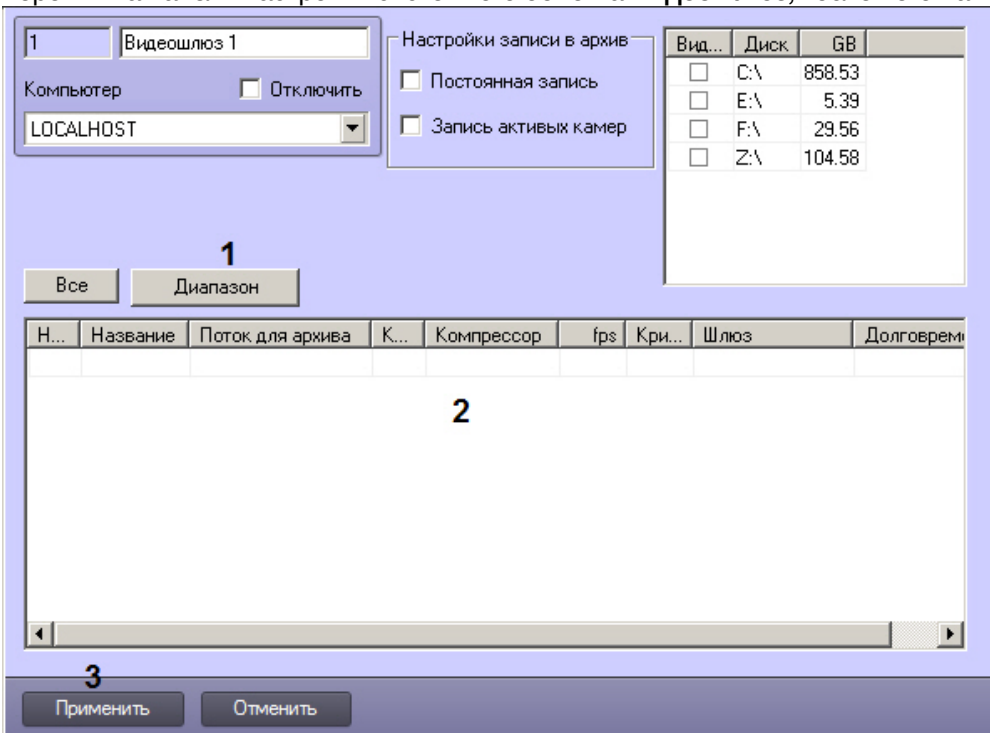 1 Видеошлюз 1
Компьютер Отключить
LOCALHOST
Настройки записи в архив
Постоянная запись
Запись активых камер
Вид... Диск GB
C:\ 858.53
E:\ 5.39
F:\ 29.56
Z:\ 104.58
1
Все Диапазон
Н... Название Поток для архива К... Компрессор fps Кри... Шлюз Долговреме
2
3
Применить Отменить